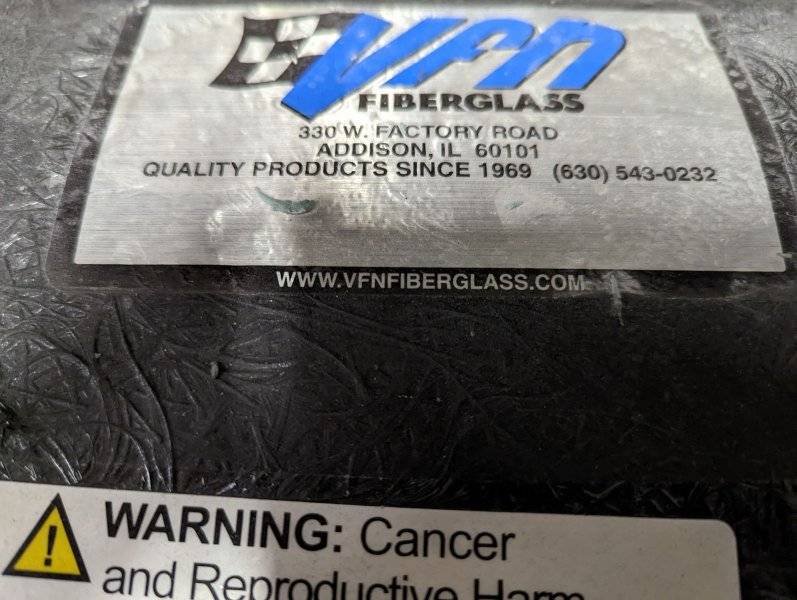 VFN
FIBERGLASS
330 W. FACTORY ROAD
ADDISON, IL 60101
QUALITY PRODUCTS SINCE 1969 (630) 543-0232
WWW.VFNFIBERGLASS.COM
! WARNING: Cancer
and Reproductive Harm